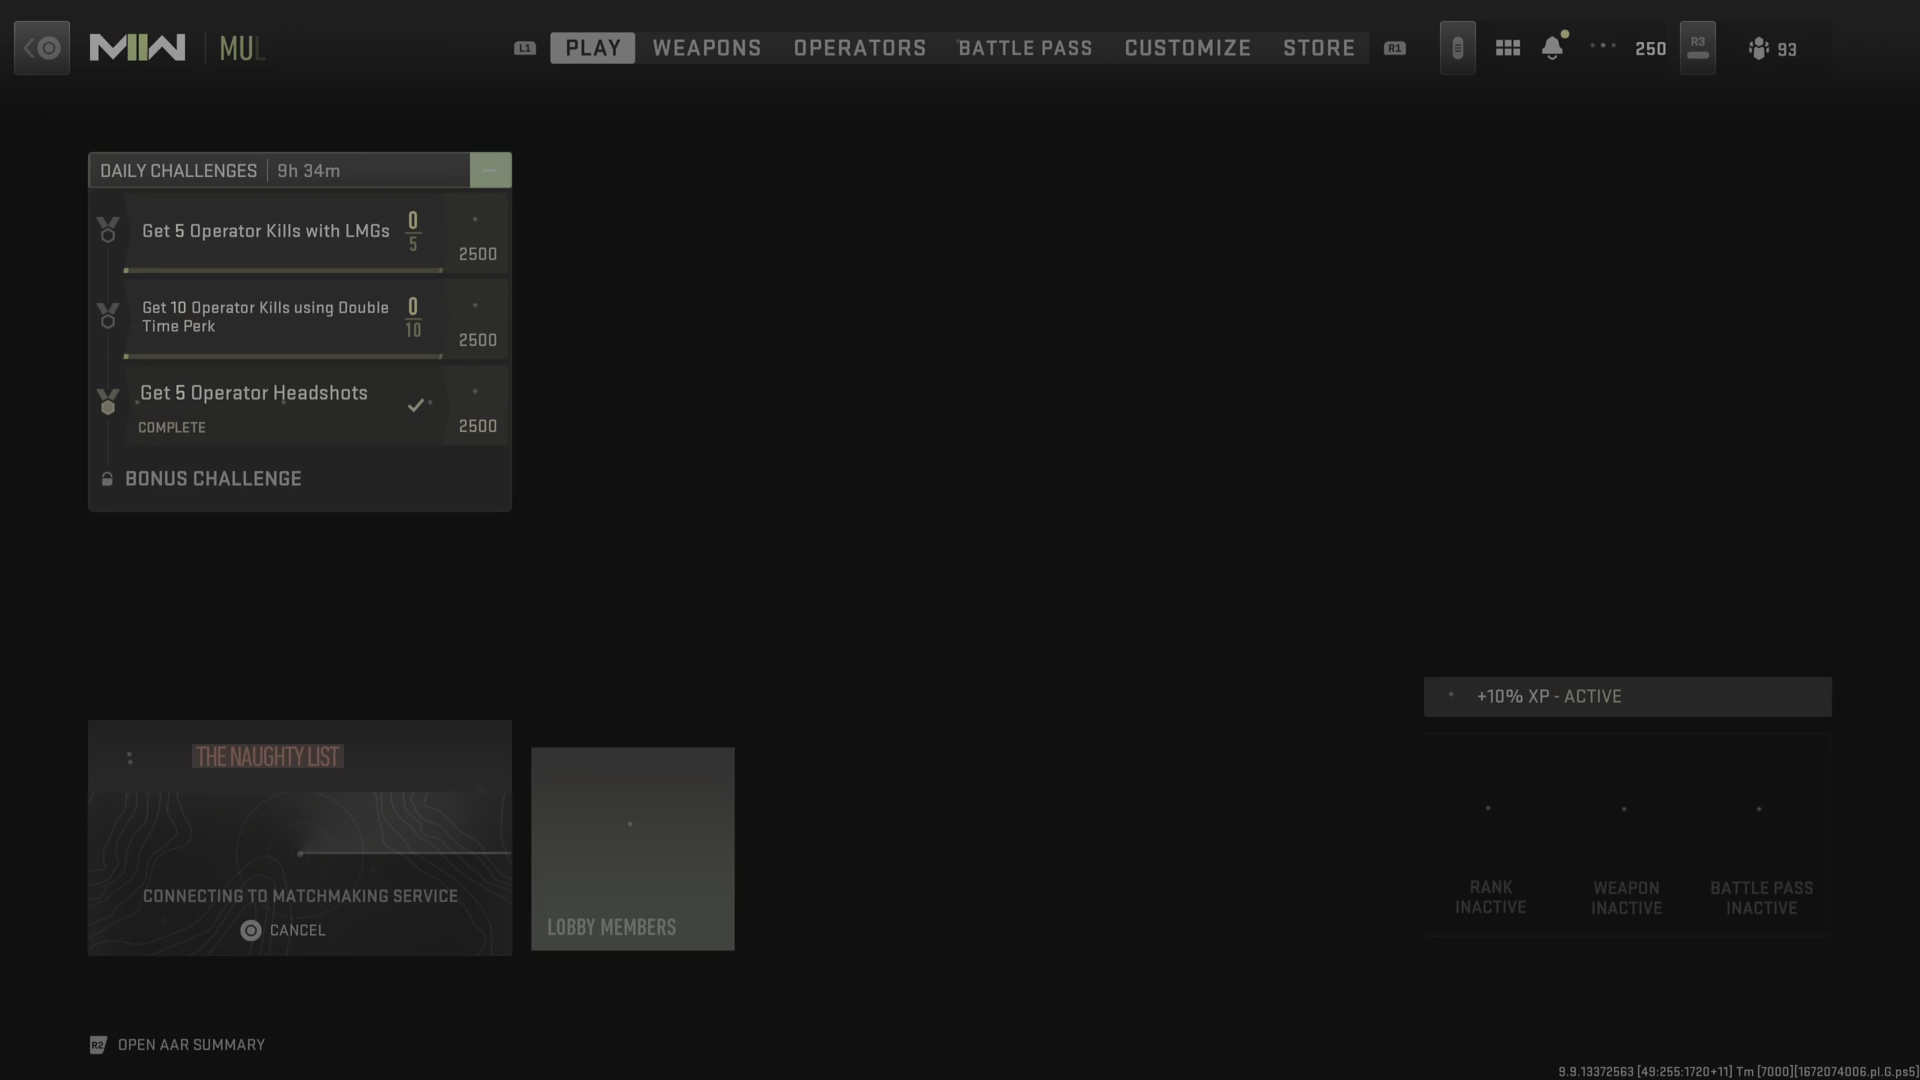 MWII | MUL
L1 PLAY WEAPONS OPERATORS BATTLE PASS CUSTOMIZE STORE R1
250 R3 93
DAILY CHALLENGES | 9h 34m
Get 5 Operator Kills with LMGs
0
5
2500
Get 10 Operator Kills using Double
Time Perk
0
10
2500
Get 5 Operator Headshots
COMPLETE
2500
BONUS CHALLENGE
+10% XP - ACTIVE
THE NAUGHTY LIST
CONNECTING TO MATCHMAKING SERVICE
CANCEL
LOBBY MEMBERS
RANK
INACTIVE
WEAPON
INACTIVE
BATTLE PASS
INACTIVE
R2 OPEN AAR SUMMARY
9.9.13372563 [49:255:1720+11] Tm [7000][1672074006.pl.G.ps5]